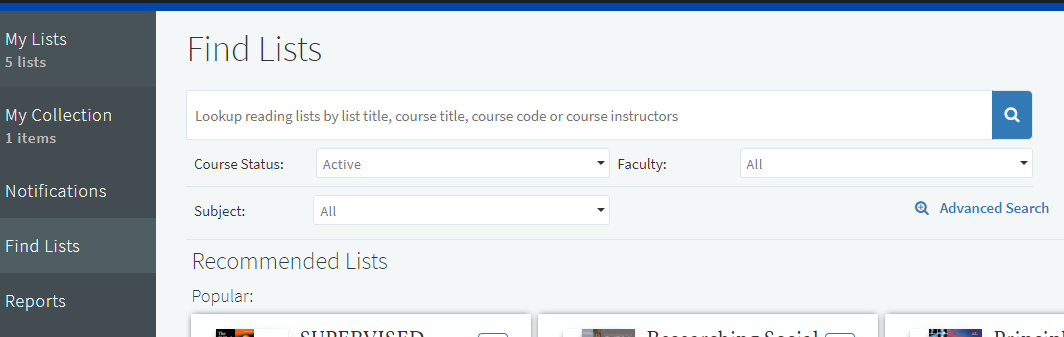 My Lists
5 lists
My Collection
1 items
Notifications
Find Lists
Reports
Find Lists
Lookup reading lists by list title, course title, course code or course instructors
Course Status: Active Faculty: All
Subject: All Advanced Search
Recommended Lists
Popular:
SUPERVISED Researching Social